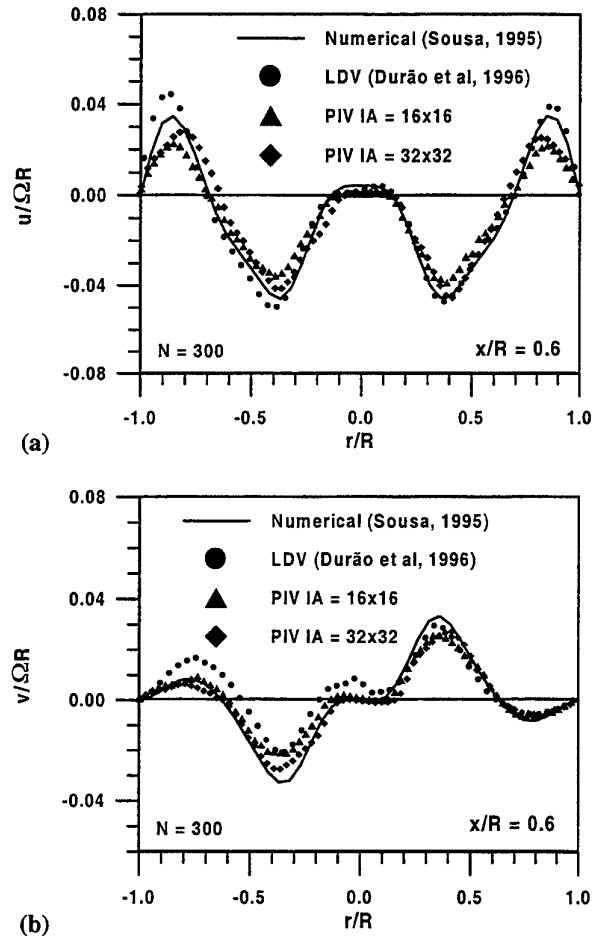 0.08
Numerical (Sousa, 1995)
LDV (Durão et al, 1996)
PIV IA = 16x16
PIV IA = 32x32
0.04
0.00
-0.04
-0.08
u/ΩR
N = 300
x/R = 0.6
-1.0 -0.5 0.0 0.5 1.0
r/R
(a)
0.08
Numerical (Sousa, 1995)
LDV (Durão et al, 1996)
PIV IA = 16x16
PIV IA = 32x32
0.04
0.00
-0.04
v/ΩR
N = 300
x/R = 0.6
-1.0 -0.5 0.0 0.5 1.0
r/R
(b)